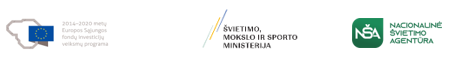 2014–2020 metų
Europos Sąjungos
fondų investicijų
veiksmų programa
ŠVIETIMO,
MOKSLO IR SPORTO
MINISTERIJA
NŠA
NACIONALINĖ
ŠVIETIMO
AGENTŪRA